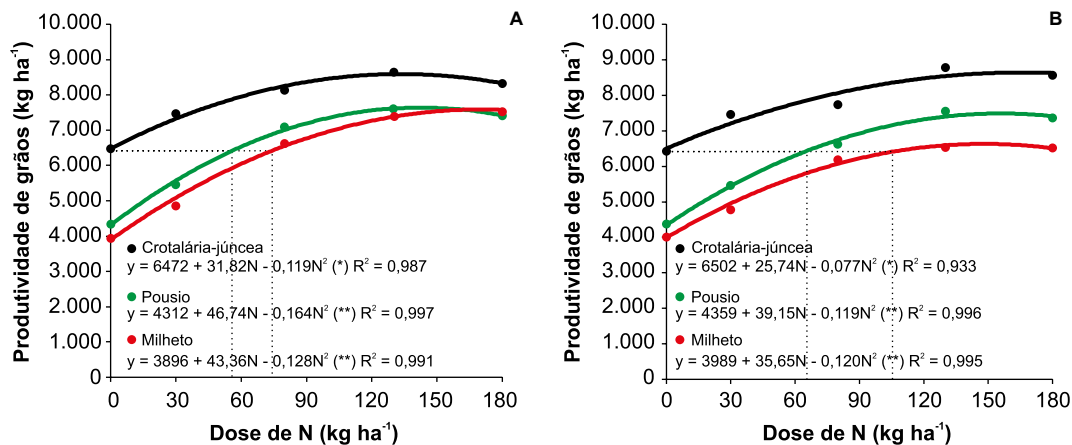 A
Produtividade de grãos (kg ha⁻¹)
10.000
9.000
8.000
7.000
6.000
5.000
4.000
3.000
2.000
1.000
0
Crotalária-júncea
y = 6472 + 31,82N - 0,119N² (*) R² = 0,987
Pousio
y = 4312 + 46,74N - 0,164N² (**) R² = 0,997
Milheto
y = 3896 + 43,36N - 0,128N² (**) R² = 0,991
0 30 60 90 120 150 180
Dose de N (kg ha⁻¹)
B
Produtividade de grãos (kg ha⁻¹)
10.000
9.000
8.000
7.000
6.000
5.000
4.000
3.000
2.000
1.000
0
Crotalária-júncea
y = 6502 + 25,74N - 0,077N² (*) R² = 0,933
Pousio
y = 4359 + 39,15N - 0,119N² (**) R² = 0,996
Milheto
y = 3989 + 35,65N - 0,120N² (**) R² = 0,995
0 30 60 90 120 150 180
Dose de N (kg ha⁻¹)